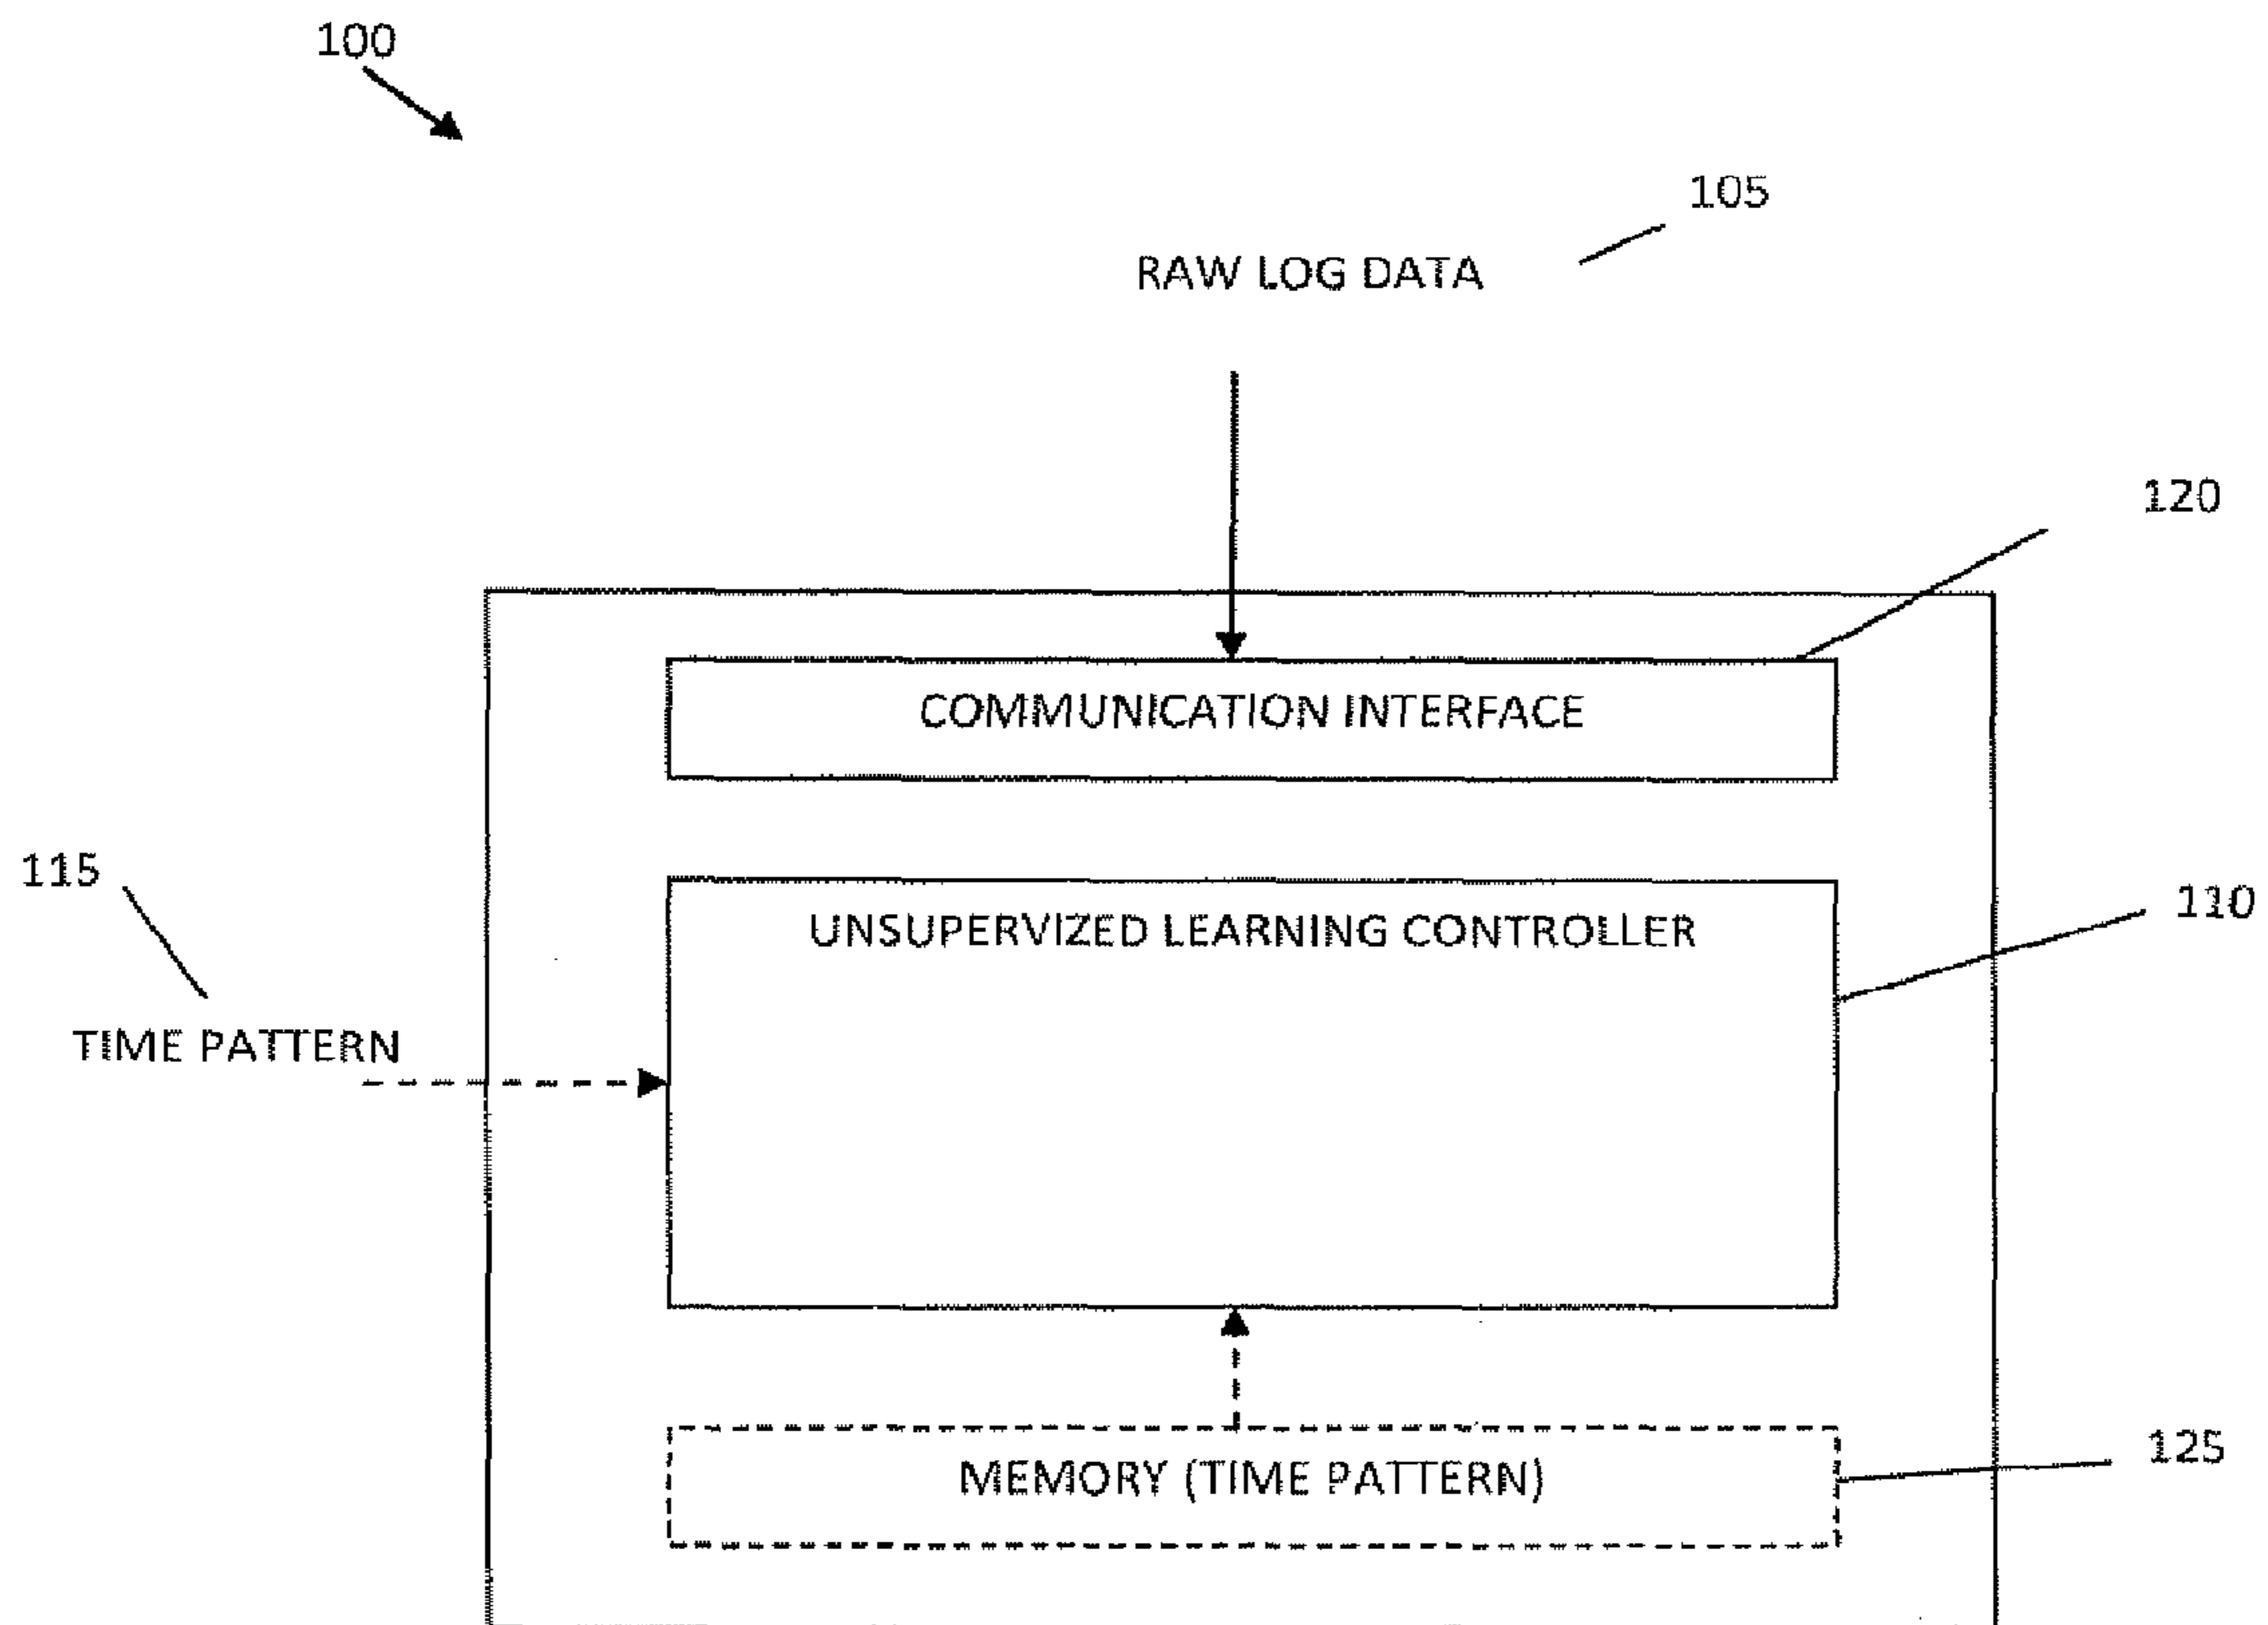 100
105
RAW LOG DATA
120
COMMUNICATION INTERFACE
115
110
UNSUPERVIZED LEARNING CONTROLLER
TIME PATTERN
125
MEMORY (TIME PATTERN)